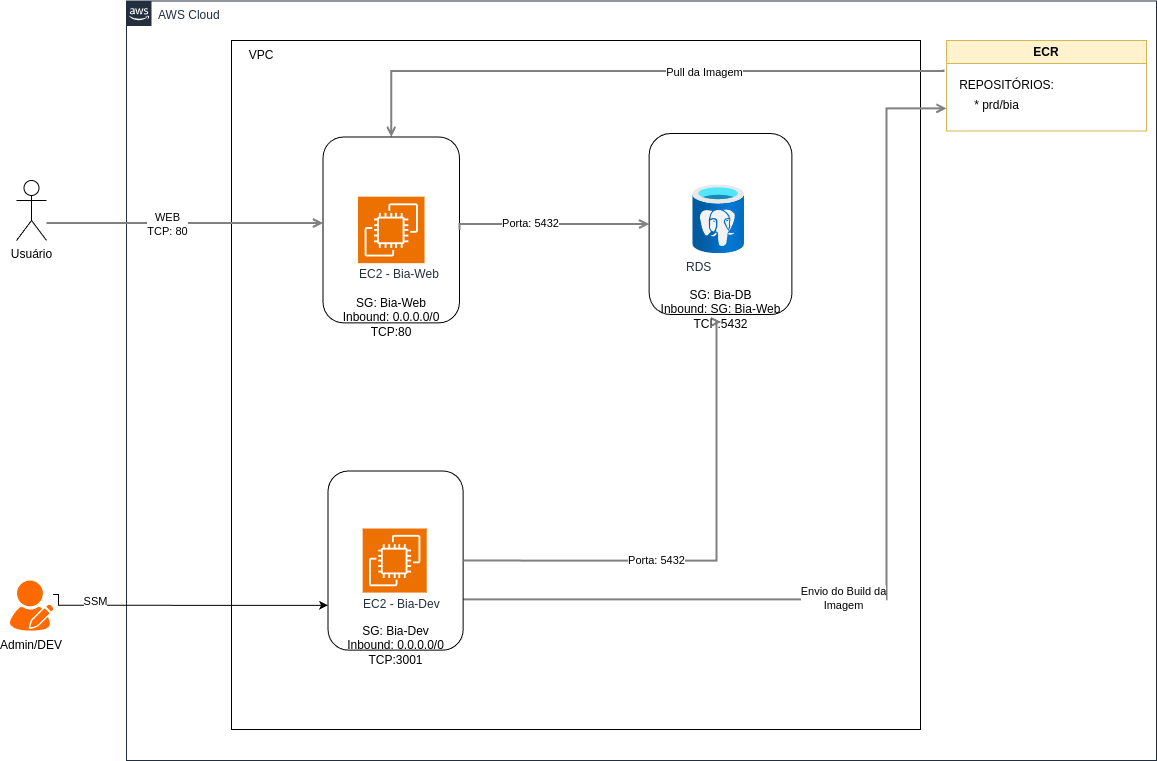 aws
AWS Cloud
VPC
ECR
REPOSITÓRIOS:
* prd/bia
Pull da Imagem
Usuário
WEB
TCP: 80
EC2 - Bia-Web
SG: Bia-Web
Inbound: 0.0.0.0/0
TCP:80
Porta: 5432
RDS
SG: Bia-DB
Inbound: SG: Bia-Web
TCP:5432
Admin/DEV
SSM
EC2 - Bia-Dev
SG: Bia-Dev
Inbound: 0.0.0.0/0
TCP:3001
Porta: 5432
Envio do Build da
Imagem